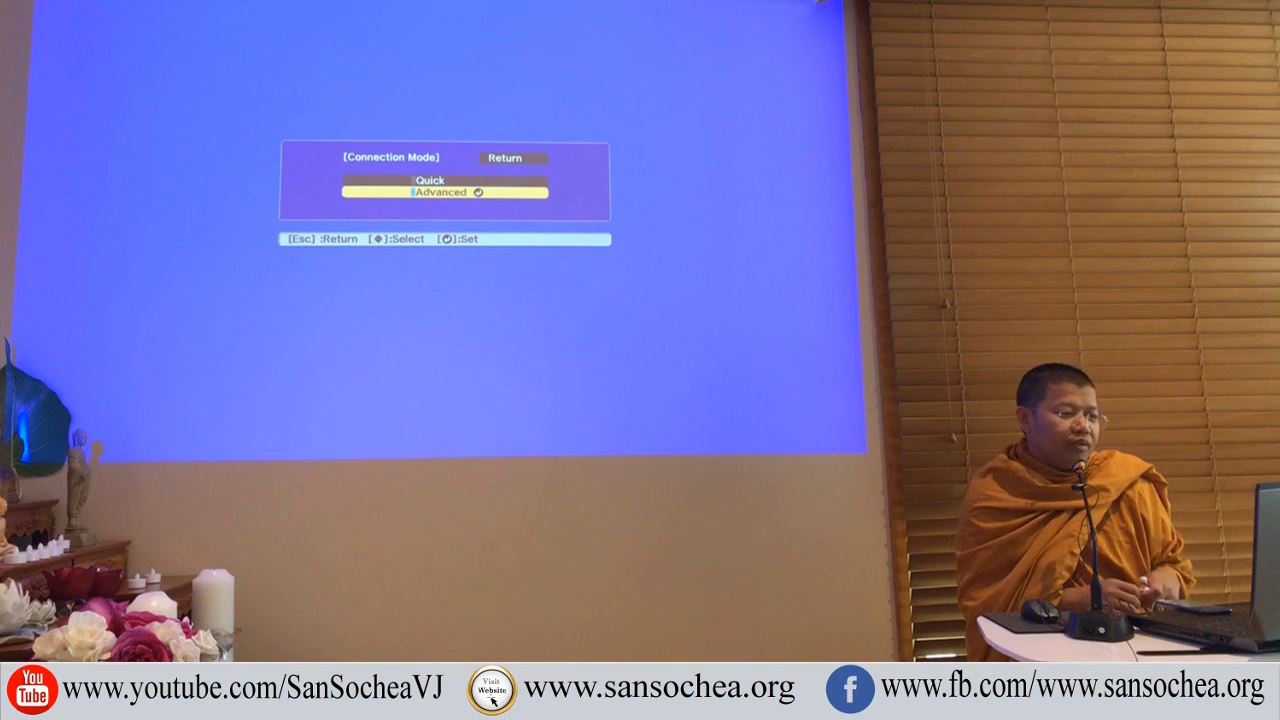 [Connection Mode] Return
Quick
Advanced
[Esc] :Return [◆]:Select [↵]:Set
You Tube www.youtube.com/SanSocheaVJ
Visit Website www.sansochea.org
f www.fb.com/www.sansochea.org